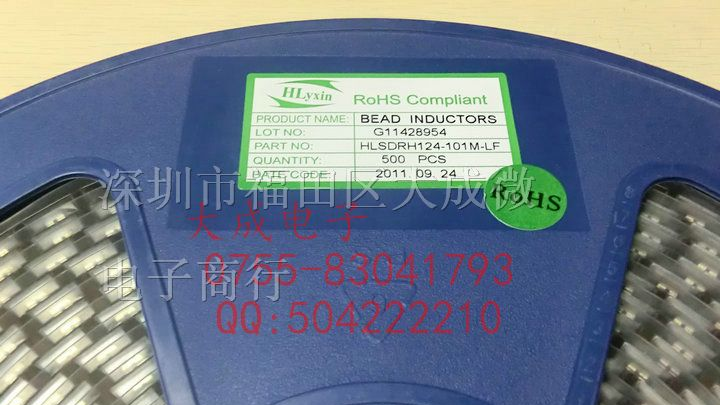 HLyxin
RoHS Compliant
PRODUCT NAME: BEAD INDUCTORS
LOT NO: G11428954
PART NO: HLSDRH124-101M-LF
QUANTITY: 500 PCS
DATE CODE: 2011.09.24
RoHS
深圳市福田区大成微
大成电子
0755-83041793
电子商行
QQ:504222210